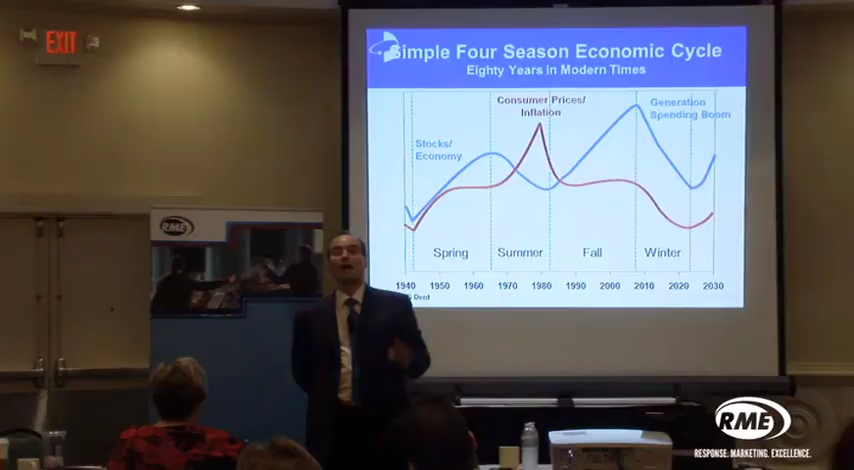 EXIT
Simple Four Season Economic Cycle
Eighty Years in Modern Times
Consumer Prices/
Inflation
Generation
Spending Boom
Stocks/
Economy
Spring
Summer
Fall
Winter
1940 1950 1960 1970 1980 1990 2000 2010 2020 2030
Dent
RME
RME
RESPONSE. MARKETING. EXCELLENCE.